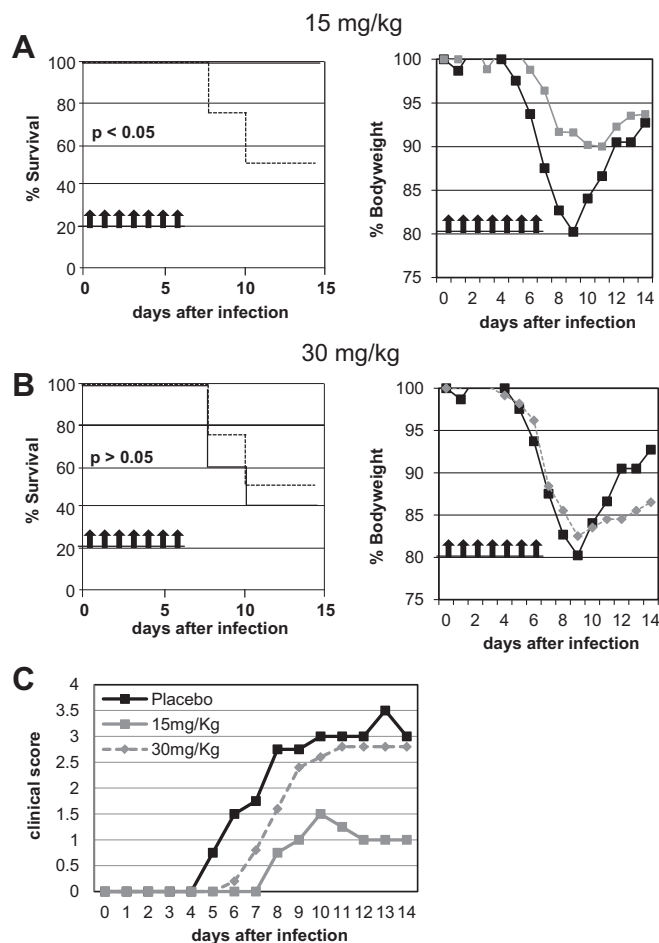 15 mg/kg
A
% Survival
100
80
60
40
20
0
p < 0.05
0 5 10 15
days after infection
% Bodyweight
100
95
90
85
80
75
0 2 4 6 8 10 12 14
days after infection
30 mg/kg
B
% Survival
100
80
60
40
20
0
p > 0.05
0 5 10 15
days after infection
% Bodyweight
100
95
90
85
80
75
0 2 4 6 8 10 12 14
days after infection
C
clinical score
4
3.5
3
2.5
2
1.5
1
0.5
0
Placebo
15mg/Kg
30mg/Kg
0 1 2 3 4 5 6 7 8 9 10 11 12 13 14
days after infection